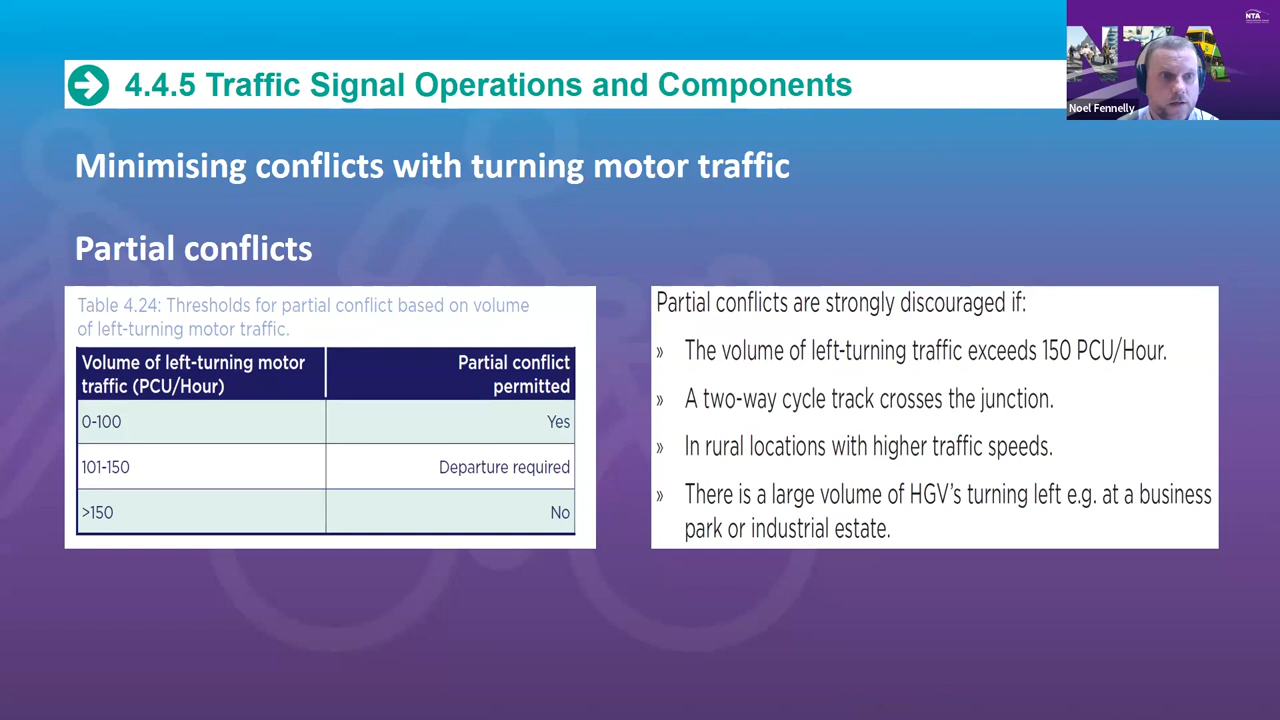 NTA
Noel Fennelly
4.4.5 Traffic Signal Operations and Components
Minimising conflicts with turning motor traffic
Partial conflicts
Table 4.24: Thresholds for partial conflict based on volume
of left-turning motor traffic.
Volume of left-turning motor
traffic (PCU/Hour)
Partial conflict
permitted
0-100
Yes
101-150
Departure required
>150
No
Partial conflicts are strongly discouraged if:
» The volume of left-turning traffic exceeds 150 PCU/Hour.
» A two-way cycle track crosses the junction.
» In rural locations with higher traffic speeds.
» There is a large volume of HGV's turning left e.g. at a business
park or industrial estate.